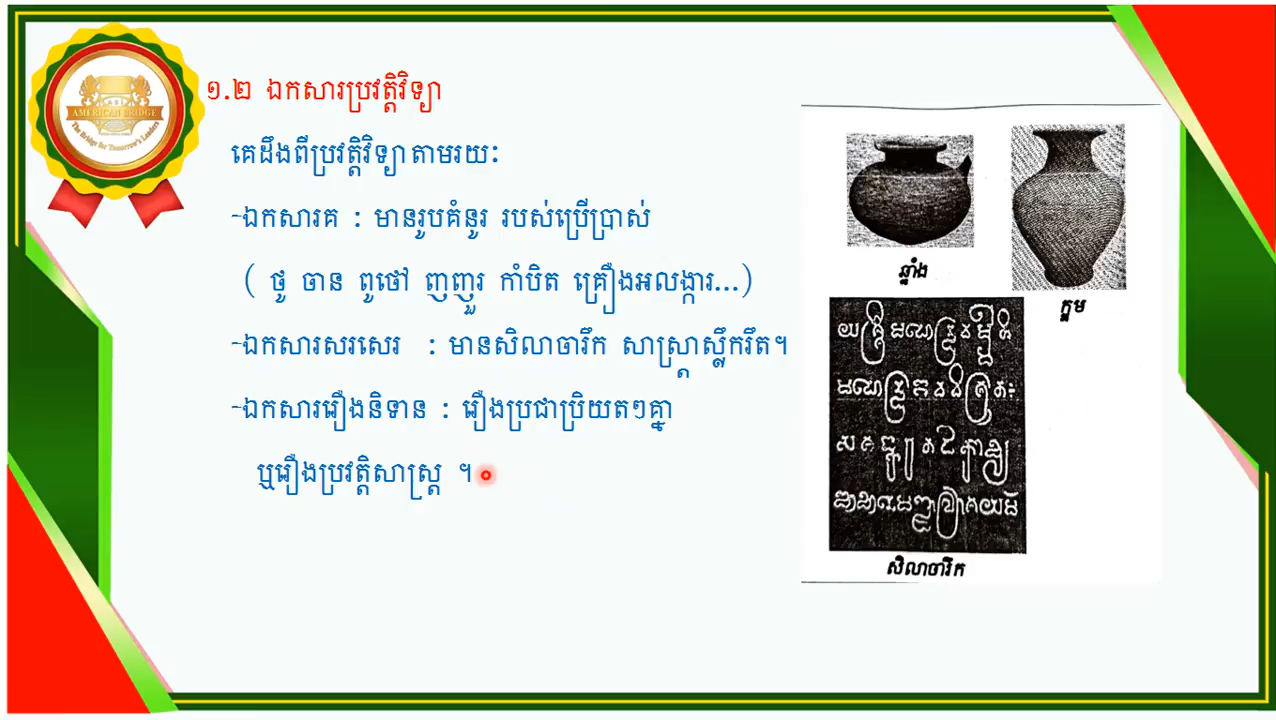 AMERICAN BRIDGE
The Bridge for Tomorrow's Leaders
១.២ ឯកសារប្រវត្តិវិទ្យា
គេដឹងពីប្រវត្តិវិទ្យាតាមរយៈ
-ឯកសារគ : មានរូបគំនូរ របស់ប្រើប្រាស់
( ថូ ចាន ពូថៅ ញញួរ កាំបិត គ្រឿងអលង្ការ...)
-ឯកសារសរសេរ : មានសិលាចារឹក សាស្ត្រាស្លឹករឹត។
-ឯកសាររឿងនិទាន : រឿងប្រជាប្រិយតៗគ្នា
ឬរឿងប្រវត្តិសាស្ត្រ ។
ឆ្នាំង
ក្អម
សិលាចារឹក